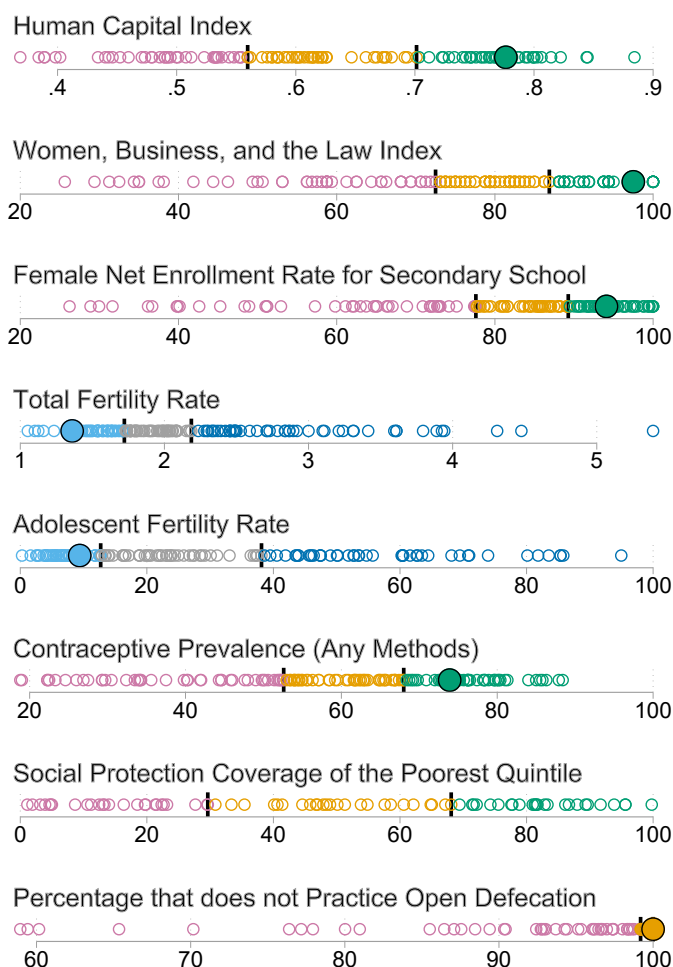 Human Capital Index
.4 .5 .6 .7 .8 .9
Women, Business, and the Law Index
20 40 60 80 100
Female Net Enrollment Rate for Secondary School
20 40 60 80 100
Total Fertility Rate
1 2 3 4 5
Adolescent Fertility Rate
0 20 40 60 80 100
Contraceptive Prevalence (Any Methods)
20 40 60 80 100
Social Protection Coverage of the Poorest Quintile
0 20 40 60 80 100
Percentage that does not Practice Open Defecation
60 70 80 90 100